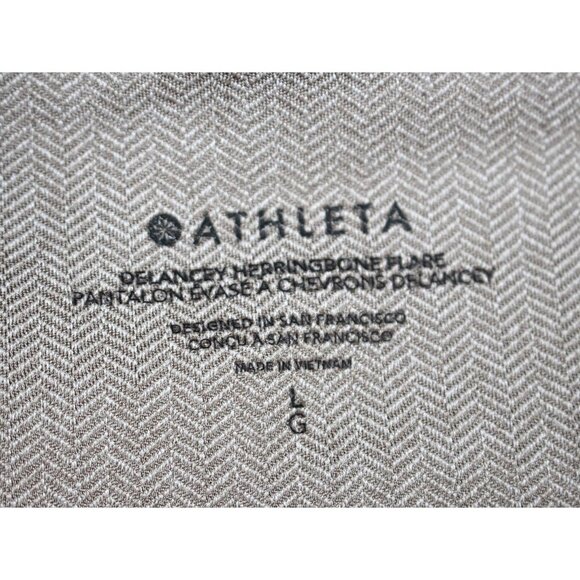 ATHLETA
DELANCEY HERRINGBONE FLARE
PANTALON ÉVASÉ À CHEVRONS DELANCEY
DESIGNED IN SAN FRANCISCO
CONÇU À SAN FRANCISCO
MADE IN VIETNAM
L
G